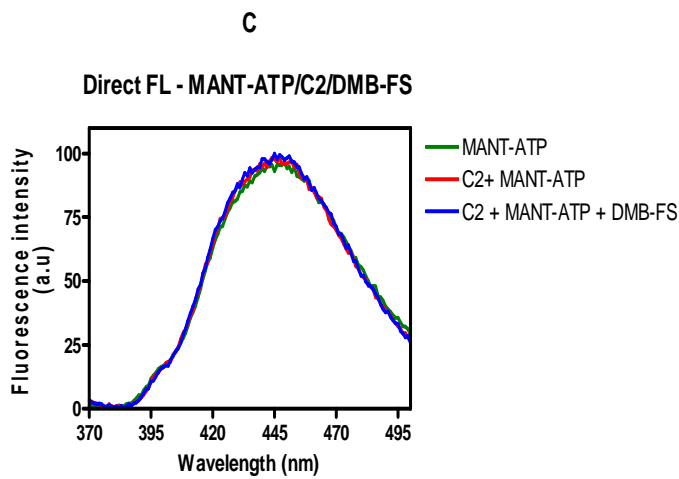 C
Direct FL - MANT-ATP/C2/DMB-FS
Fluorescence intensity
(a.u)
100
75
50
25
0
370
395
420
445
470
495
Wavelength (nm)
MANT-ATP
C2+ MANT-ATP
C2 + MANT-ATP + DMB-FS